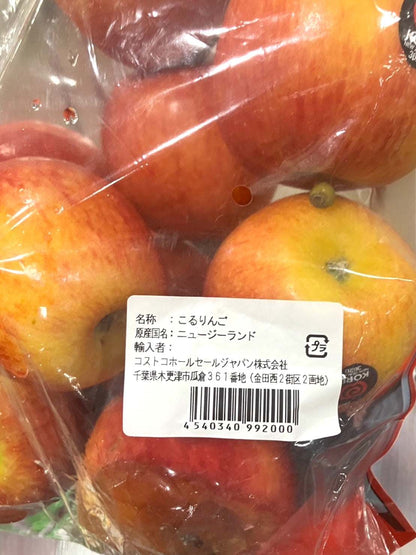 名称　：こるりんご
原産国名：ニュージーランド
輸入者：
コストコホールセールジャパン株式会社
千葉県木更津市瓜倉３６１番地（金田西２街区２画地）
プラ
4 540340 992000